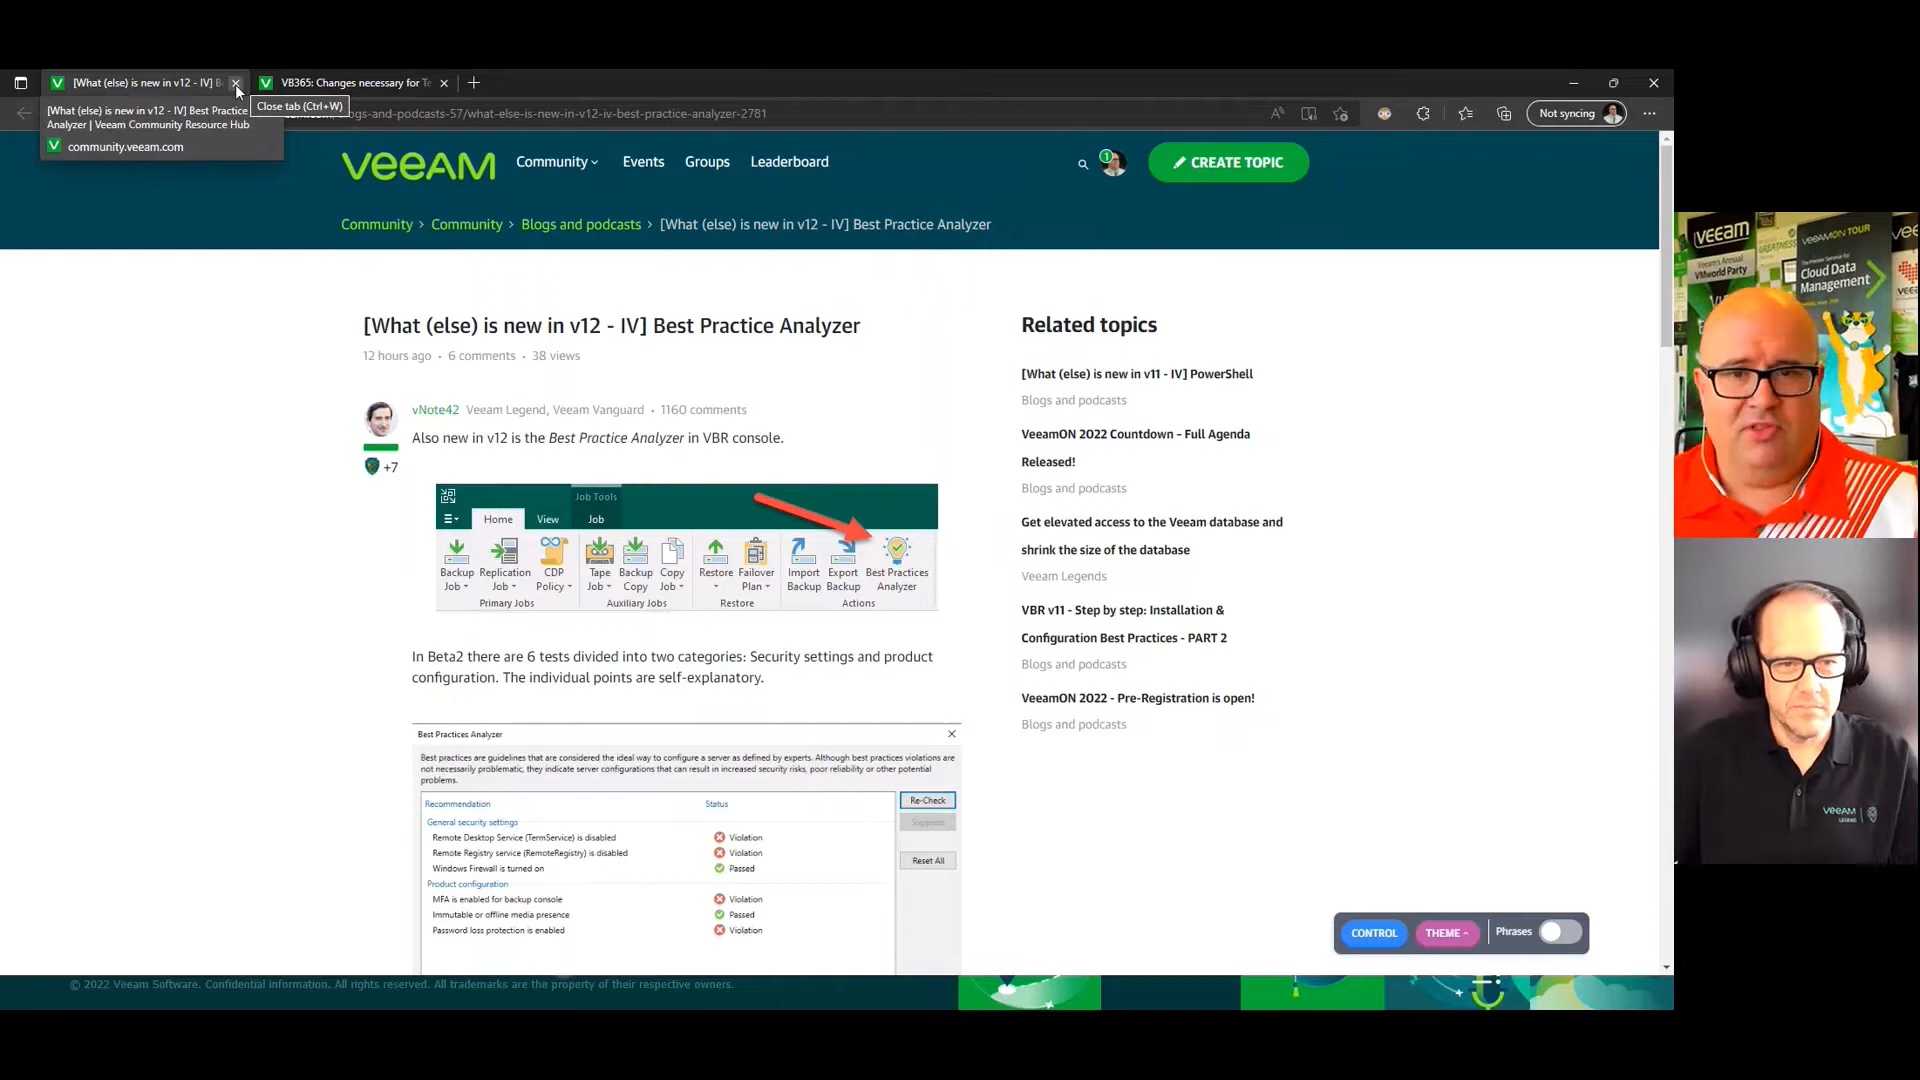 [What (else) is new in v12 - IV] B
VB365: Changes necessary for Te
[What (else) is new in v12 - IV] Best Practice
Analyzer | Veeam Community Resource Hub
community.veeam.com
Close tab (Ctrl+W)
ogs-and-podcasts-57/what-else-is-new-in-v12-iv-best-practice-analyzer-2781
Not syncing
VEEAM
Community
Events
Groups
Leaderboard
1
CREATE TOPIC
Community > Community > Blogs and podcasts > [What (else) is new in v12 - IV] Best Practice Analyzer
[What (else) is new in v12 - IV] Best Practice Analyzer
12 hours ago • 6 comments • 38 views
vNote42 Veeam Legend, Veeam Vanguard • 1160 comments
+7
Also new in v12 is the Best Practice Analyzer in VBR console.
Job Tools
Home View Job
Backup Job
Replication Job
CDP Policy
Tape Job
Backup Copy
Copy Job
Restore
Failover Plan
Import Backup
Export Backup
Best Practices Analyzer
Primary Jobs
Auxiliary Jobs
Restore
Actions
In Beta2 there are 6 tests divided into two categories: Security settings and product
configuration. The individual points are self-explanatory.
Best Practices Analyzer
Best practices are guidelines that are considered the ideal way to configure a server as defined by experts. Although best practices violations are
not necessarily problematic, they indicate server configurations that can result in increased security risks, poor reliability or other potential
problems.
Recommendation Status
General security settings
Remote Desktop Service (TermService) is disabled Violation
Remote Registry service (RemoteRegistry) is disabled Violation
Windows Firewall is turned on Passed
Product configuration
MFA is enabled for backup console Violation
Immutable or offline media presence Passed
Password loss protection is enabled Violation
Re-Check
Suppress
Reset All
Related topics
[What (else) is new in v11 - IV] PowerShell
Blogs and podcasts
VeeamON 2022 Countdown – Full Agenda
Released!
Blogs and podcasts
Get elevated access to the Veeam database and
shrink the size of the database
Veeam Legends
VBR v11 - Step by step: Installation &
Configuration Best Practices - PART 2
Blogs and podcasts
VeeamON 2022 - Pre-Registration is open!
Blogs and podcasts
CONTROL
THEME
Phrases
© 2022 Veeam Software. Confidential information. All rights reserved. All trademarks are the property of their respective owners.
veeam
Veeam's Annual
VMworld Party
VEEAMON TOUR
Cloud Data
Management
VEEAM
LEGEND